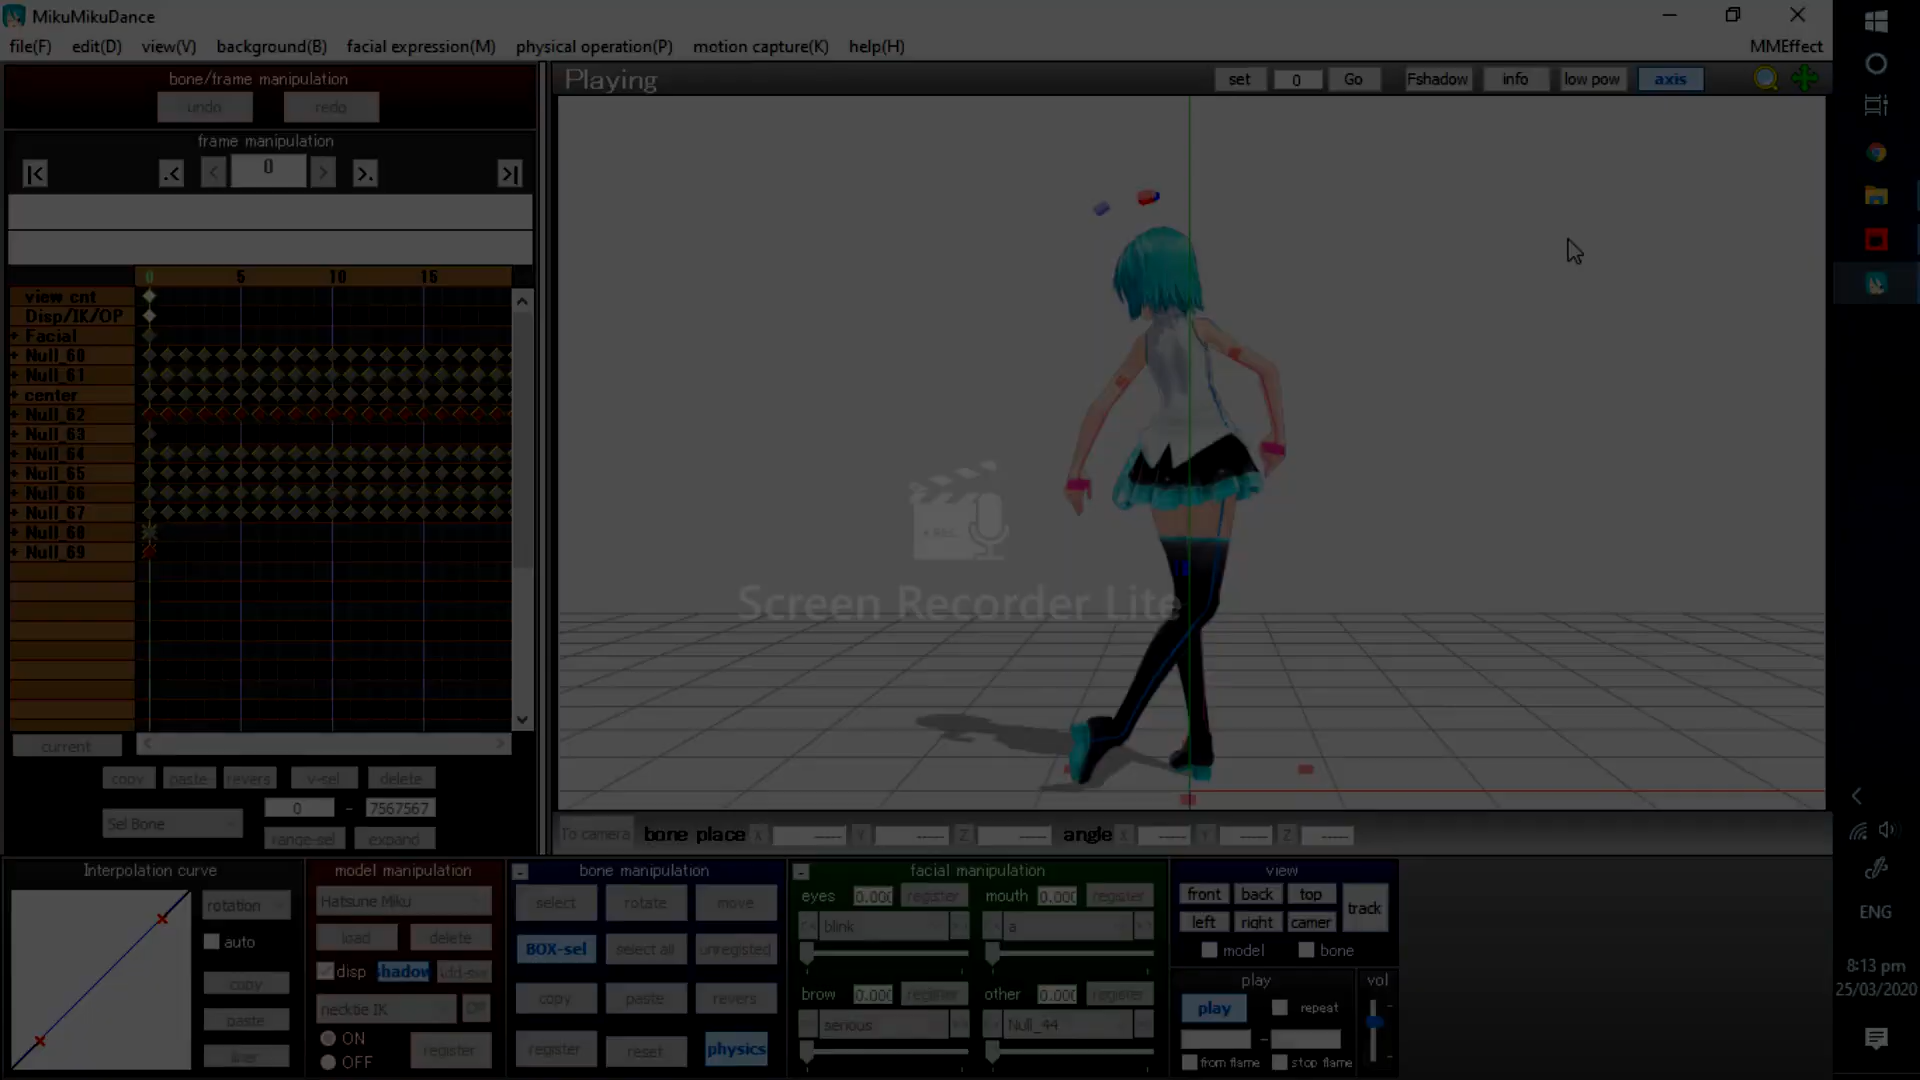 MikuMikuDance
file(F) edit(D) view(V) background(B) facial expression(M) physical operation(P) motion capture(K) help(H) MMEffect
bone/frame manipulation
undo redo
frame manipulation
|< .< < 0 > >. >|
Playing set 0 Go Fshadow info low pow axis
0 5 10 15
view cnt
Disp/IK/OP
+ Facial
+ Null_60
+ Null_61
+ center
+ Null_62
+ Null_63
+ Null_64
+ Null_65
+ Null_66
+ Null_67
+ Null_68
+ Null_69
REC
Screen Recorder Lite
current
copy paste revers v-sel delete
Sel Bone 0 - 7567567
range-sel expand
To camera bone place X Y Z angle X Y Z
Interpolation curve
rotation
auto
copy
paste
liner
model manipulation
Hatsune Miku
load delete
disp shadow add-syn
necktie IK OP
ON
OFF
register
bone manipulation
select rotate move
BOX-sel select all unregisted
copy paste revers
register reset physics
facial manipulation
eyes 0.000 register mouth 0.000 register
blink a
brow 0.000 register other 0.000 register
serious Null_44
view
front back top
left right camer track
model bone
play vol
play repeat
-
from flame stop flame
ENG
8:13 pm
25/03/2020